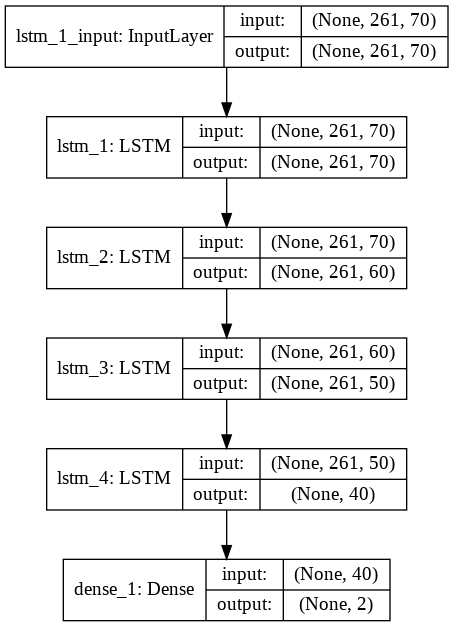 lstm_1_input: InputLayer
input: (None, 261, 70)
output: (None, 261, 70)
lstm_1: LSTM
input: (None, 261, 70)
output: (None, 261, 70)
lstm_2: LSTM
input: (None, 261, 70)
output: (None, 261, 60)
lstm_3: LSTM
input: (None, 261, 60)
output: (None, 261, 50)
lstm_4: LSTM
input: (None, 261, 50)
output: (None, 40)
dense_1: Dense
input: (None, 40)
output: (None, 2)